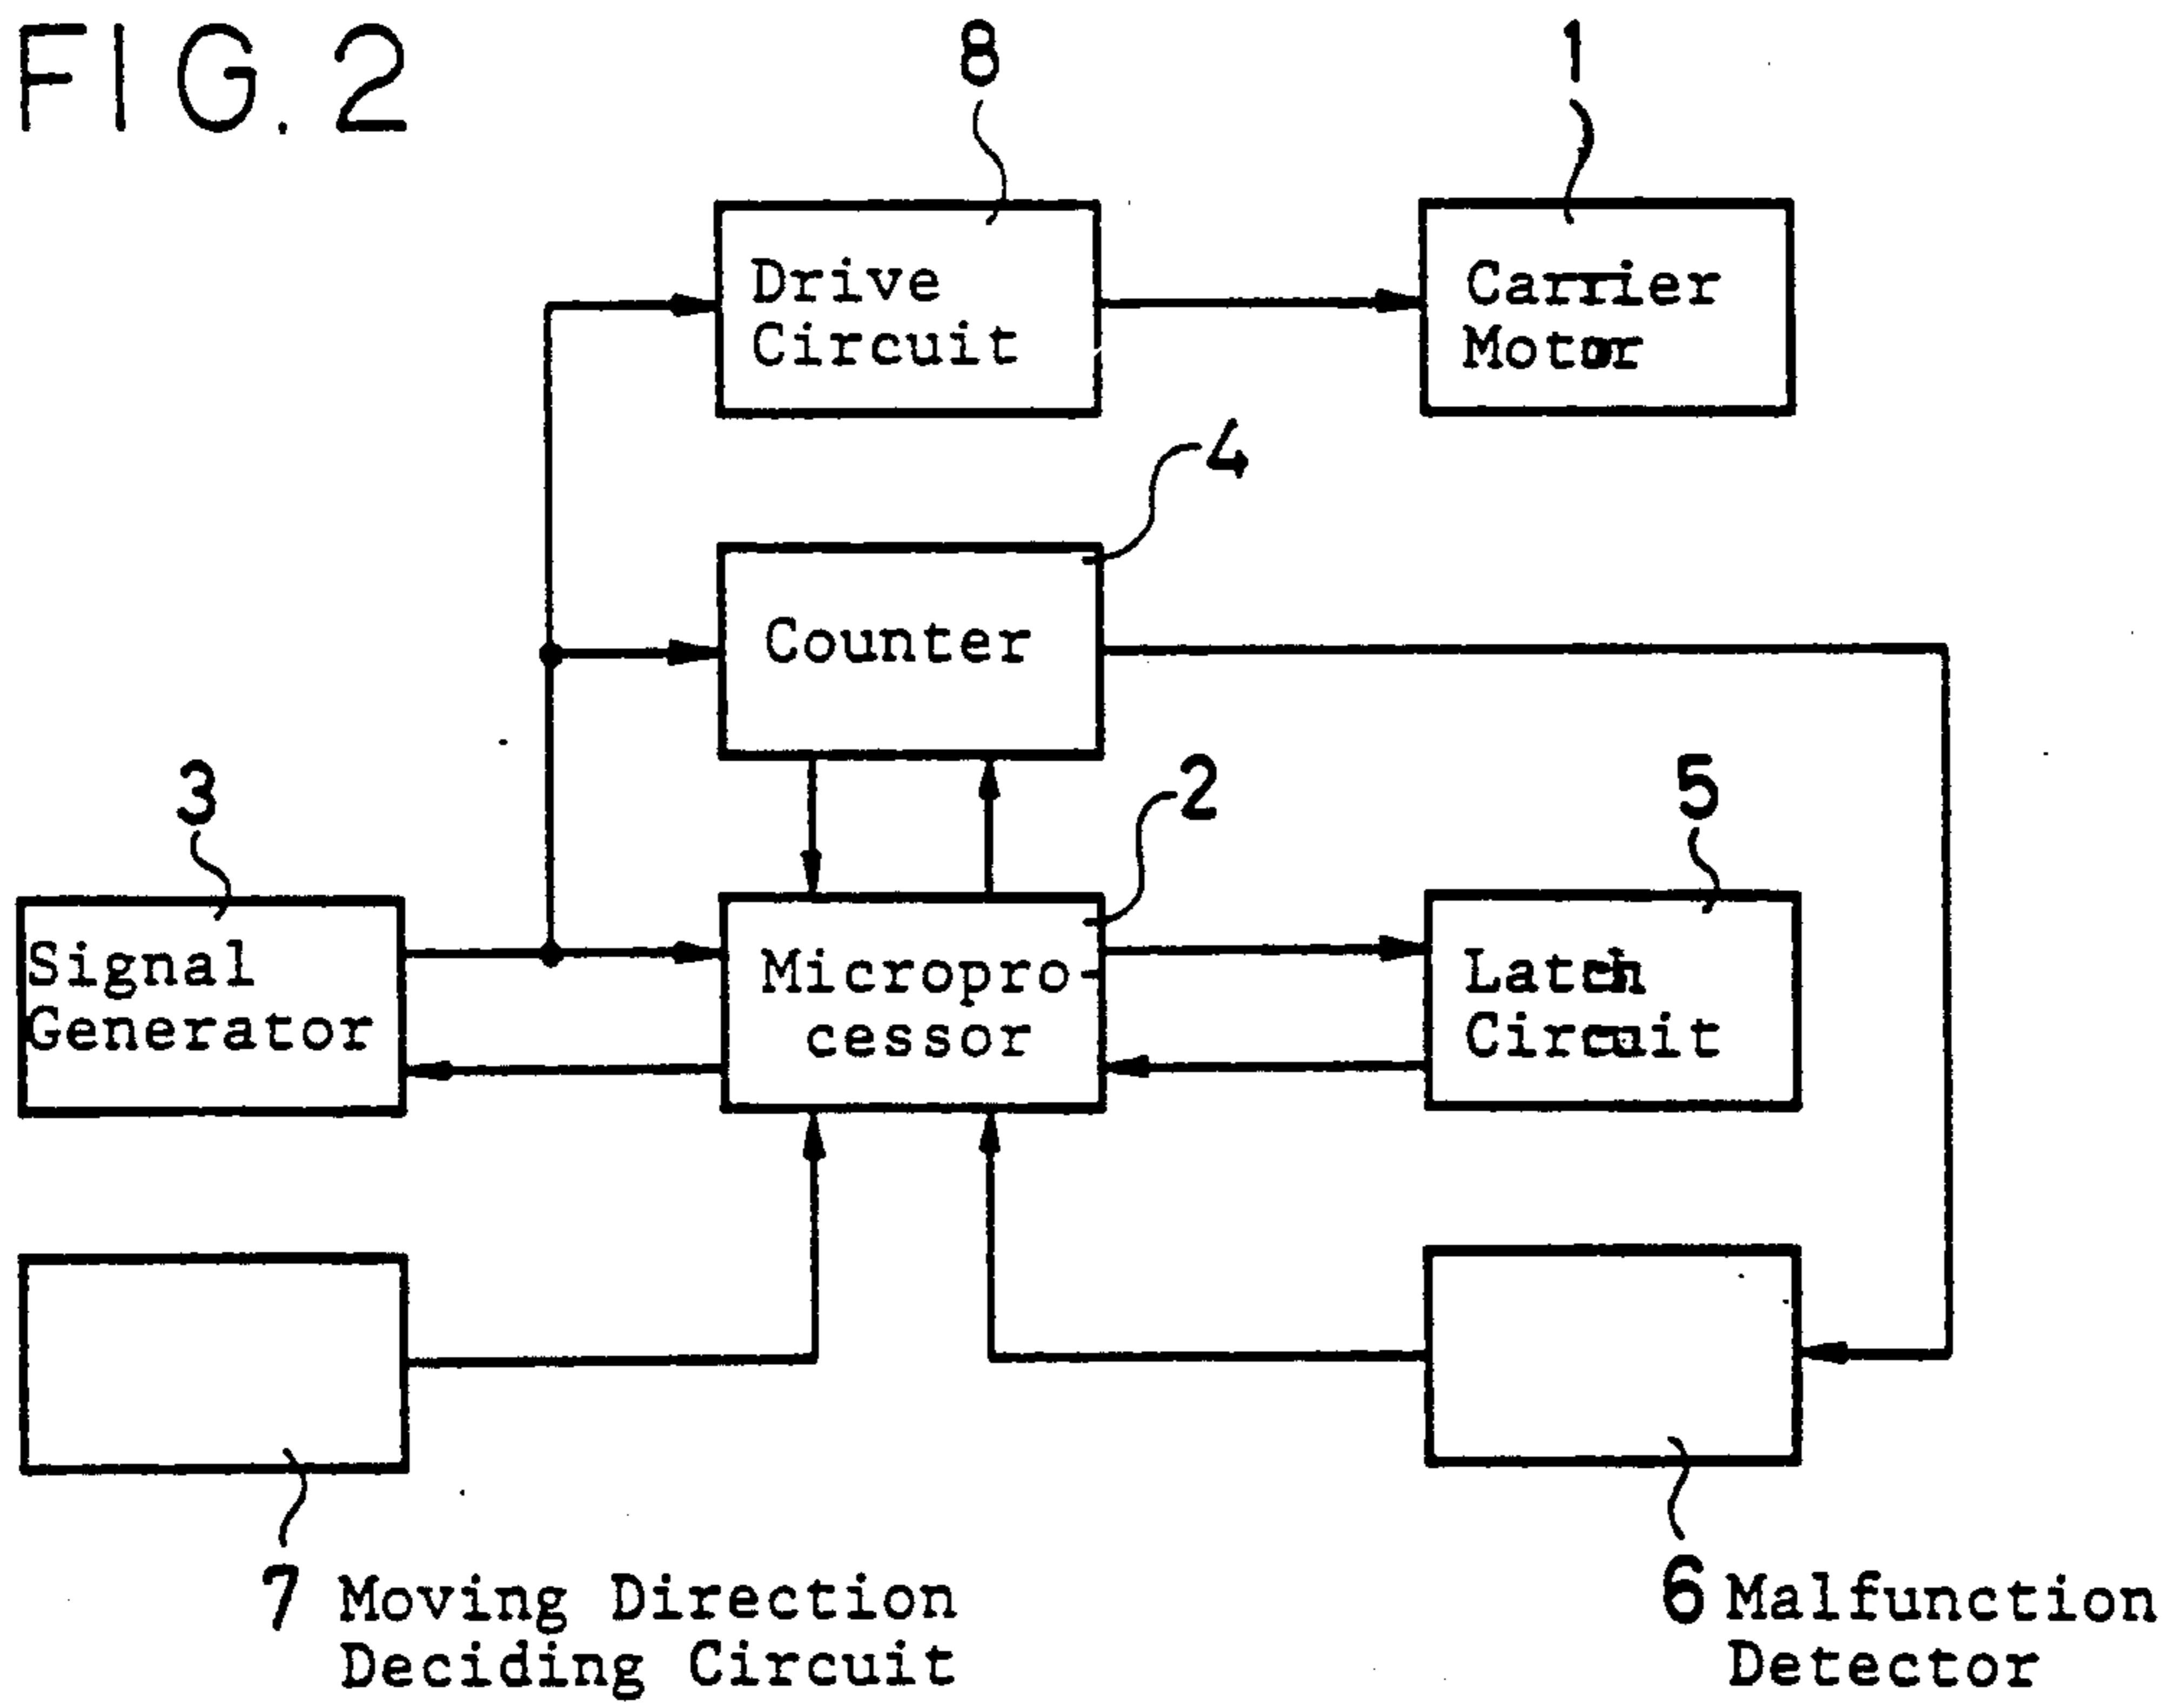 FIG. 2
8
1
Drive
Circuit
Carrier
Motor
4
Counter
3
2
5
Signal
Generator
Micropro-
cessor
Latch
Circuit
7 Moving Direction
Deciding Circuit
6 Malfunction
Detector